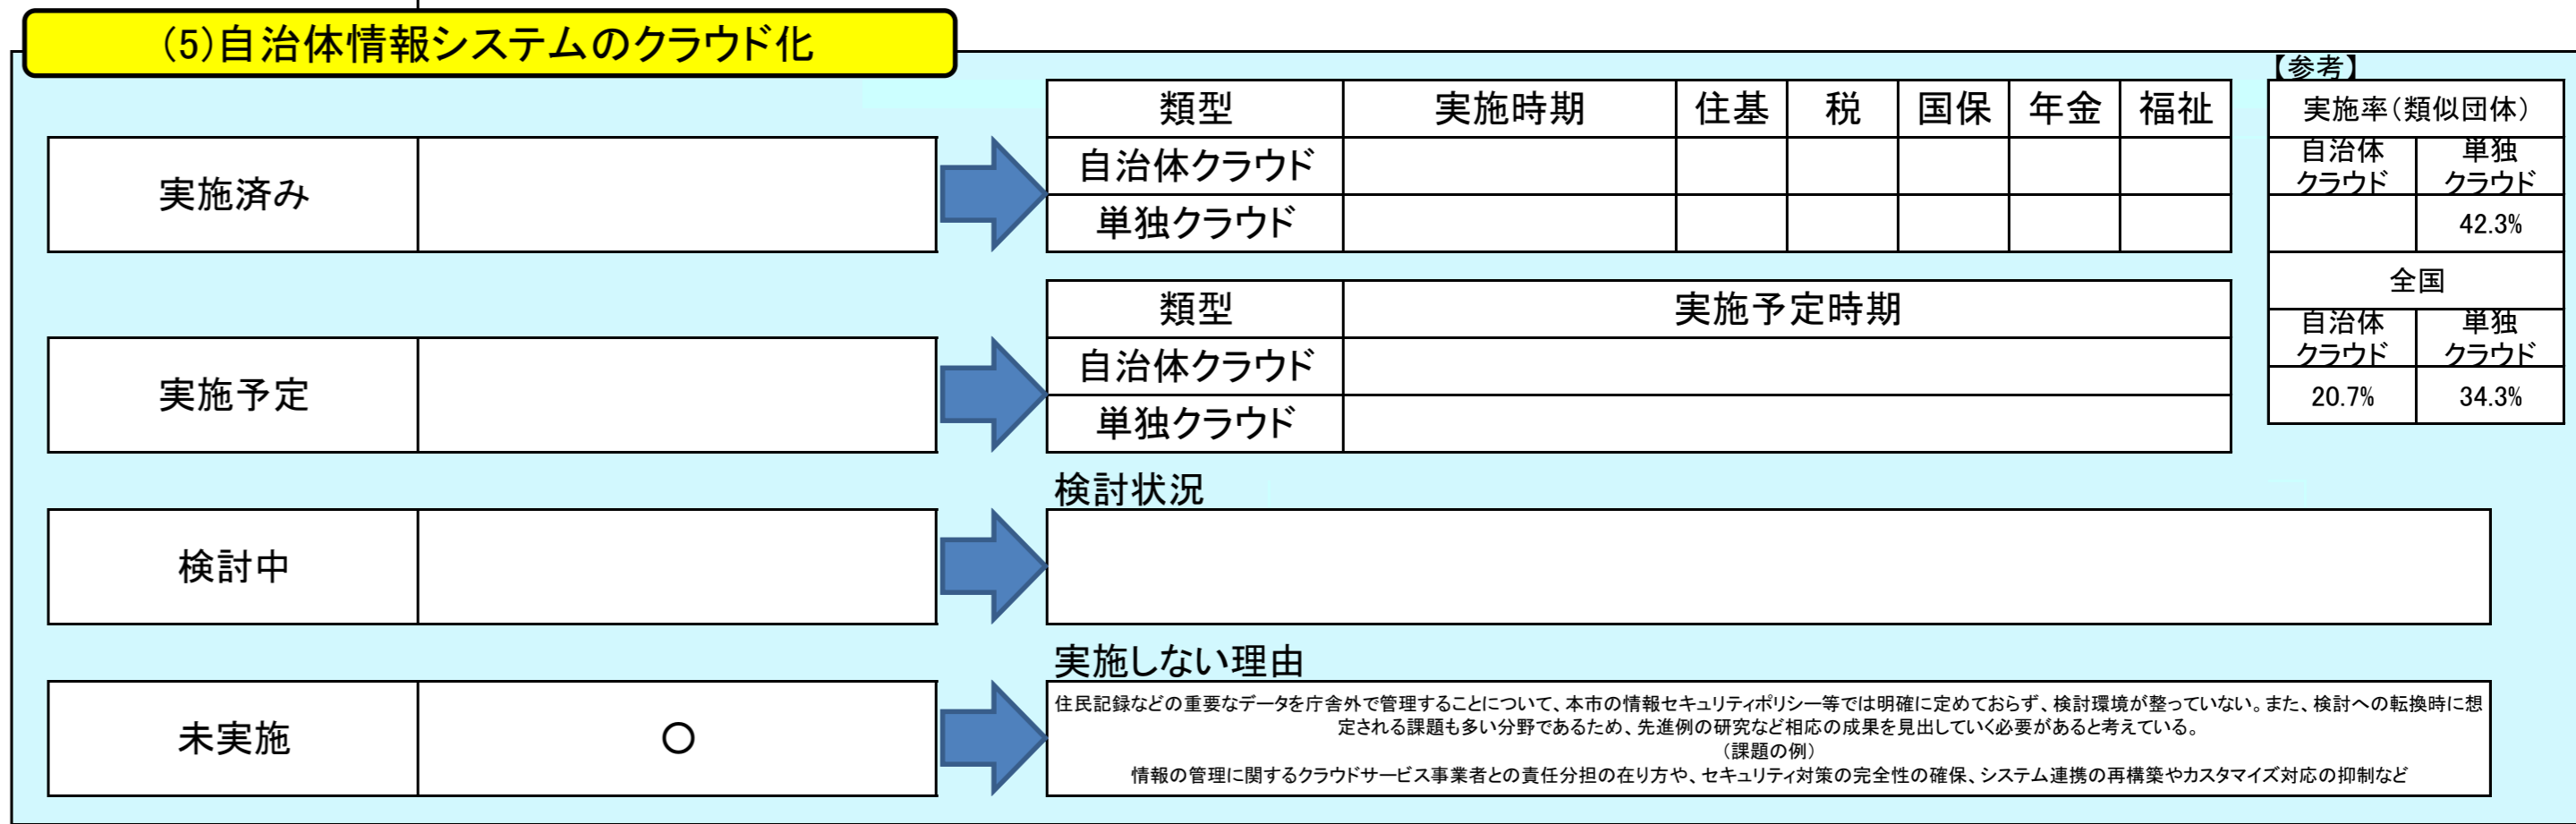 (5)自治体情報システムのクラウド化
【参考】
類型 実施時期 住基 税 国保 年金 福祉
自治体クラウド
単独クラウド
実施済み
実施率(類似団体)
自治体 単独
クラウド クラウド
42.3%
全国
自治体 単独
クラウド クラウド
20.7% 34.3%
類型 実施予定時期
自治体クラウド
単独クラウド
実施予定
検討状況
検討中
実施しない理由
未実施 ○
住民記録などの重要なデータを庁舎外で管理することについて、本市の情報セキュリティポリシー等では明確に定めておらず、検討環境が整っていない。また、検討への転換時に想
定される課題も多い分野であるため、先進例の研究など相応の成果を見出していく必要があると考えている。
(課題の例)
情報の管理に関するクラウドサービス事業者との責任分担の在り方や、セキュリティ対策の完全性の確保、システム連携の再構築やカスタマイズ対応の抑制など